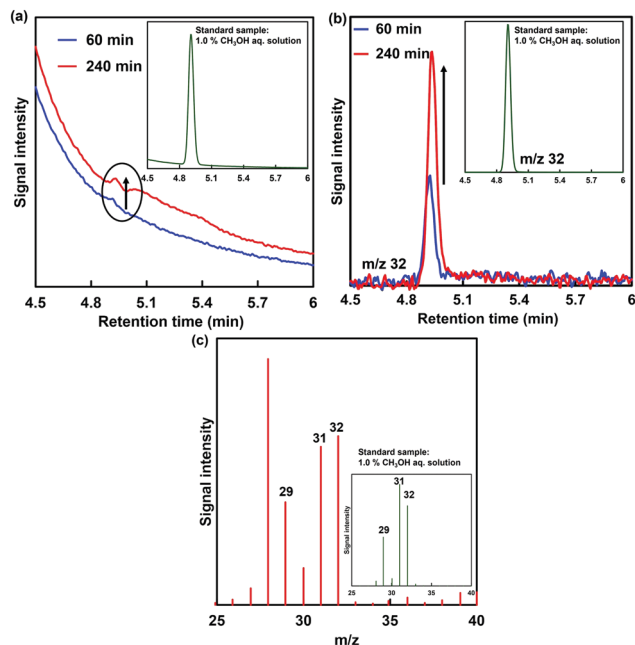 (a)
60 min
240 min
Standard sample:
1.0 % CH₃OH aq. solution
4.5 4.8 5.1 5.4 5.7 6
Signal intensity
4.5 4.8 5.1 5.4 5.7 6
Retention time (min)
(b)
60 min
240 min
Standard sample:
1.0 % CH₃OH aq. solution
m/z 32
4.5 4.8 5.1 5.4 5.7 6
m/z 32
Signal intensity
4.5 4.8 5.1 5.4 5.7 6
Retention time (min)
(c)
29
31
32
Standard sample:
1.0 % CH₃OH aq. solution
31
32
29
Signal intensity
25 30 35 40
Signal intensity
25 30 35 40
m/z